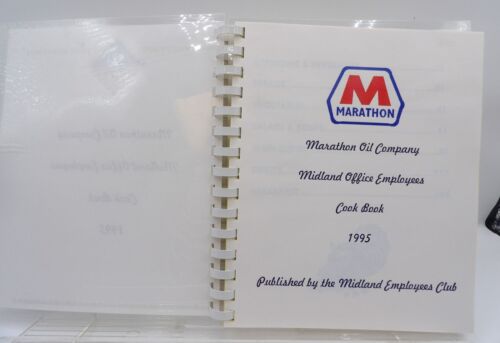 M
MARATHON
Marathon Oil Company
Midland Office Employees
Cook Book
1995
Published by the Midland Employees Club